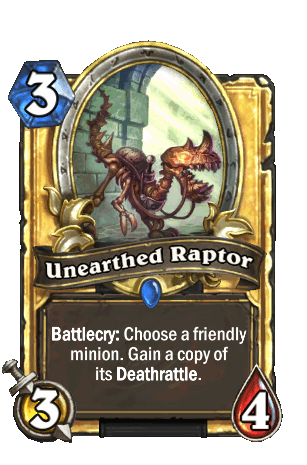 3
Unearthed Raptor
Battlecry: Choose a friendly
minion. Gain a copy of
its Deathrattle.
3
4